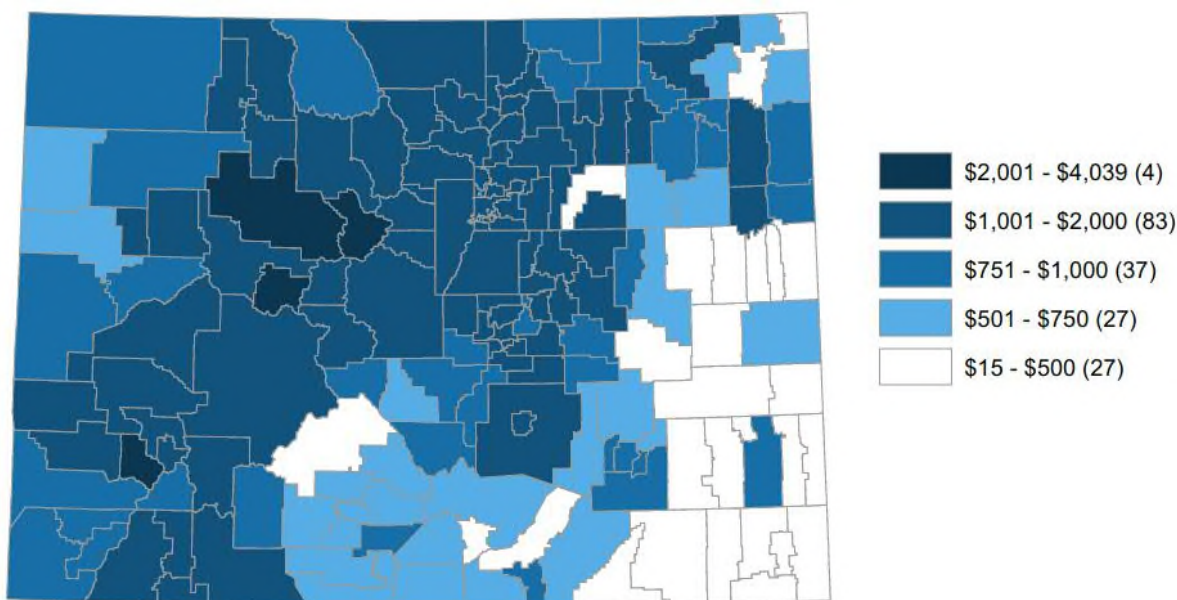 $2,001 - $4,039 (4)
$1,001 - $2,000 (83)
$751 - $1,000 (37)
$501 - $750 (27)
$15 - $500 (27)